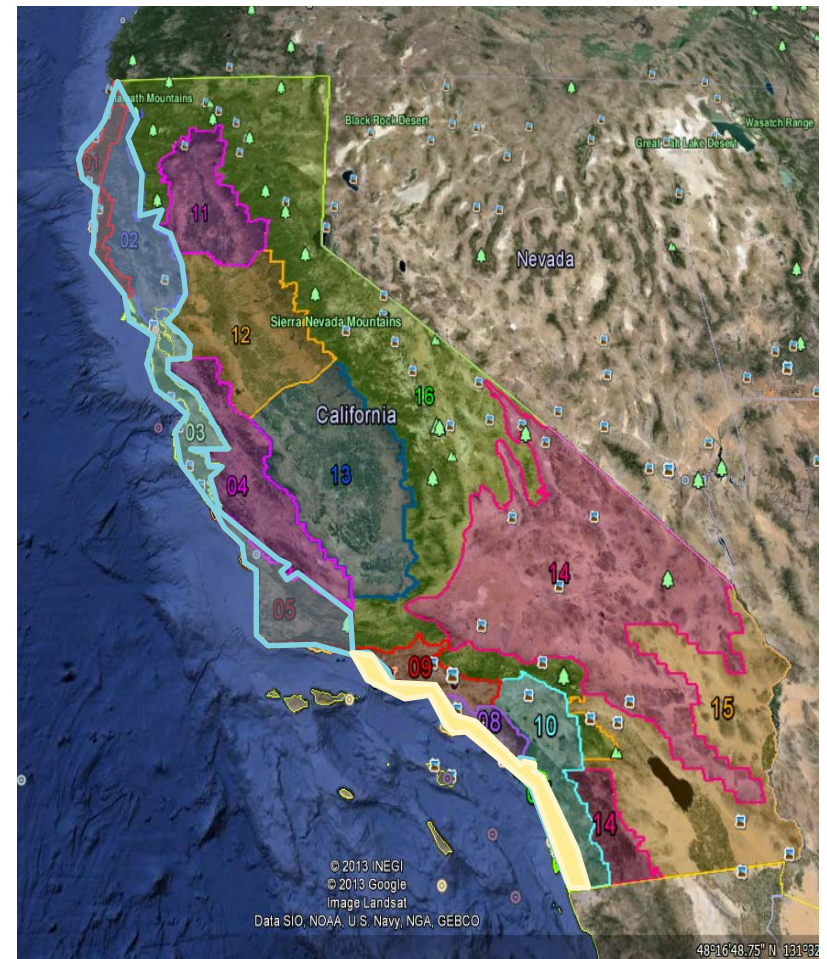 Klamath Mountains
Black Rock Desert
Wasatch Range
Great Salt Lake Desert
01
11
02
Nevada
12
Sierra Nevada Mountains
16
California
03
13
04
14
05
09
15
08
10
14
© 2013 INEGI
© 2013 Google
Image Landsat
Data SIO, NOAA, U.S. Navy, NGA, GEBCO
48°16'48.75" N 131°32